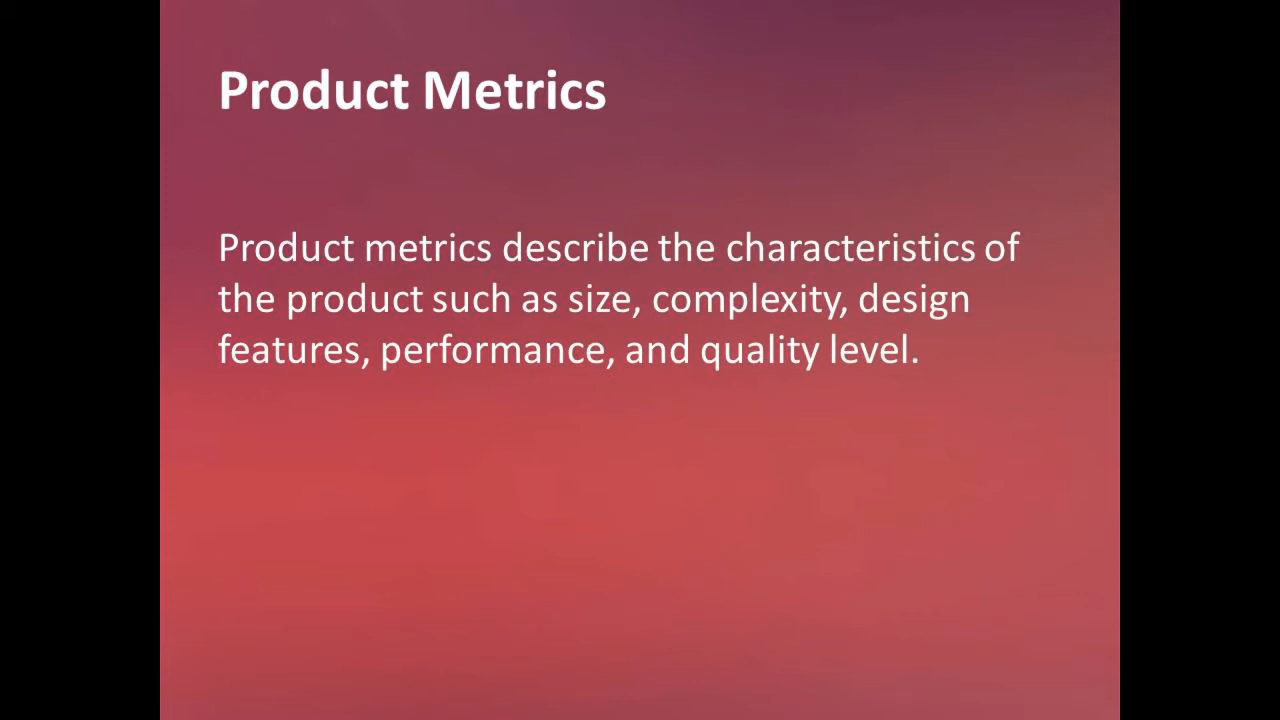 Product Metrics
Product metrics describe the characteristics of
the product such as size, complexity, design
features, performance, and quality level.